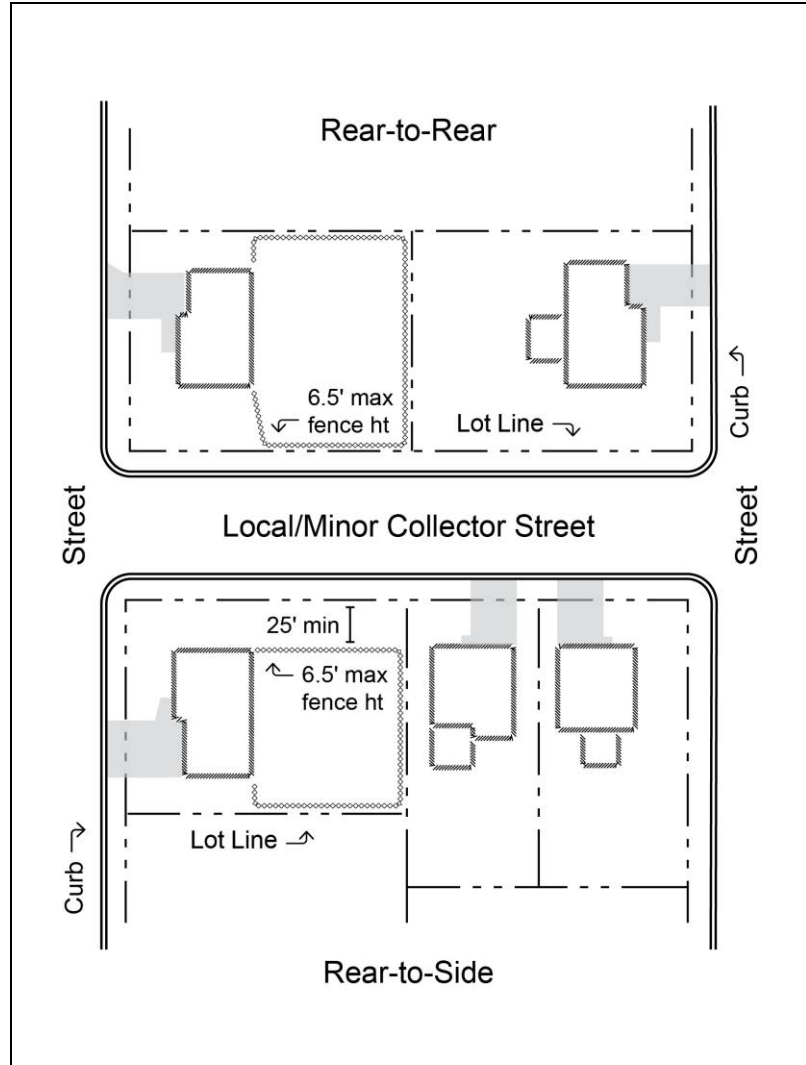 Rear-to-Rear
6.5' max
fence ht
Lot Line
Curb
Street
Local/Minor Collector Street
Street
25' min
6.5' max
fence ht
Lot Line
Curb
Rear-to-Side